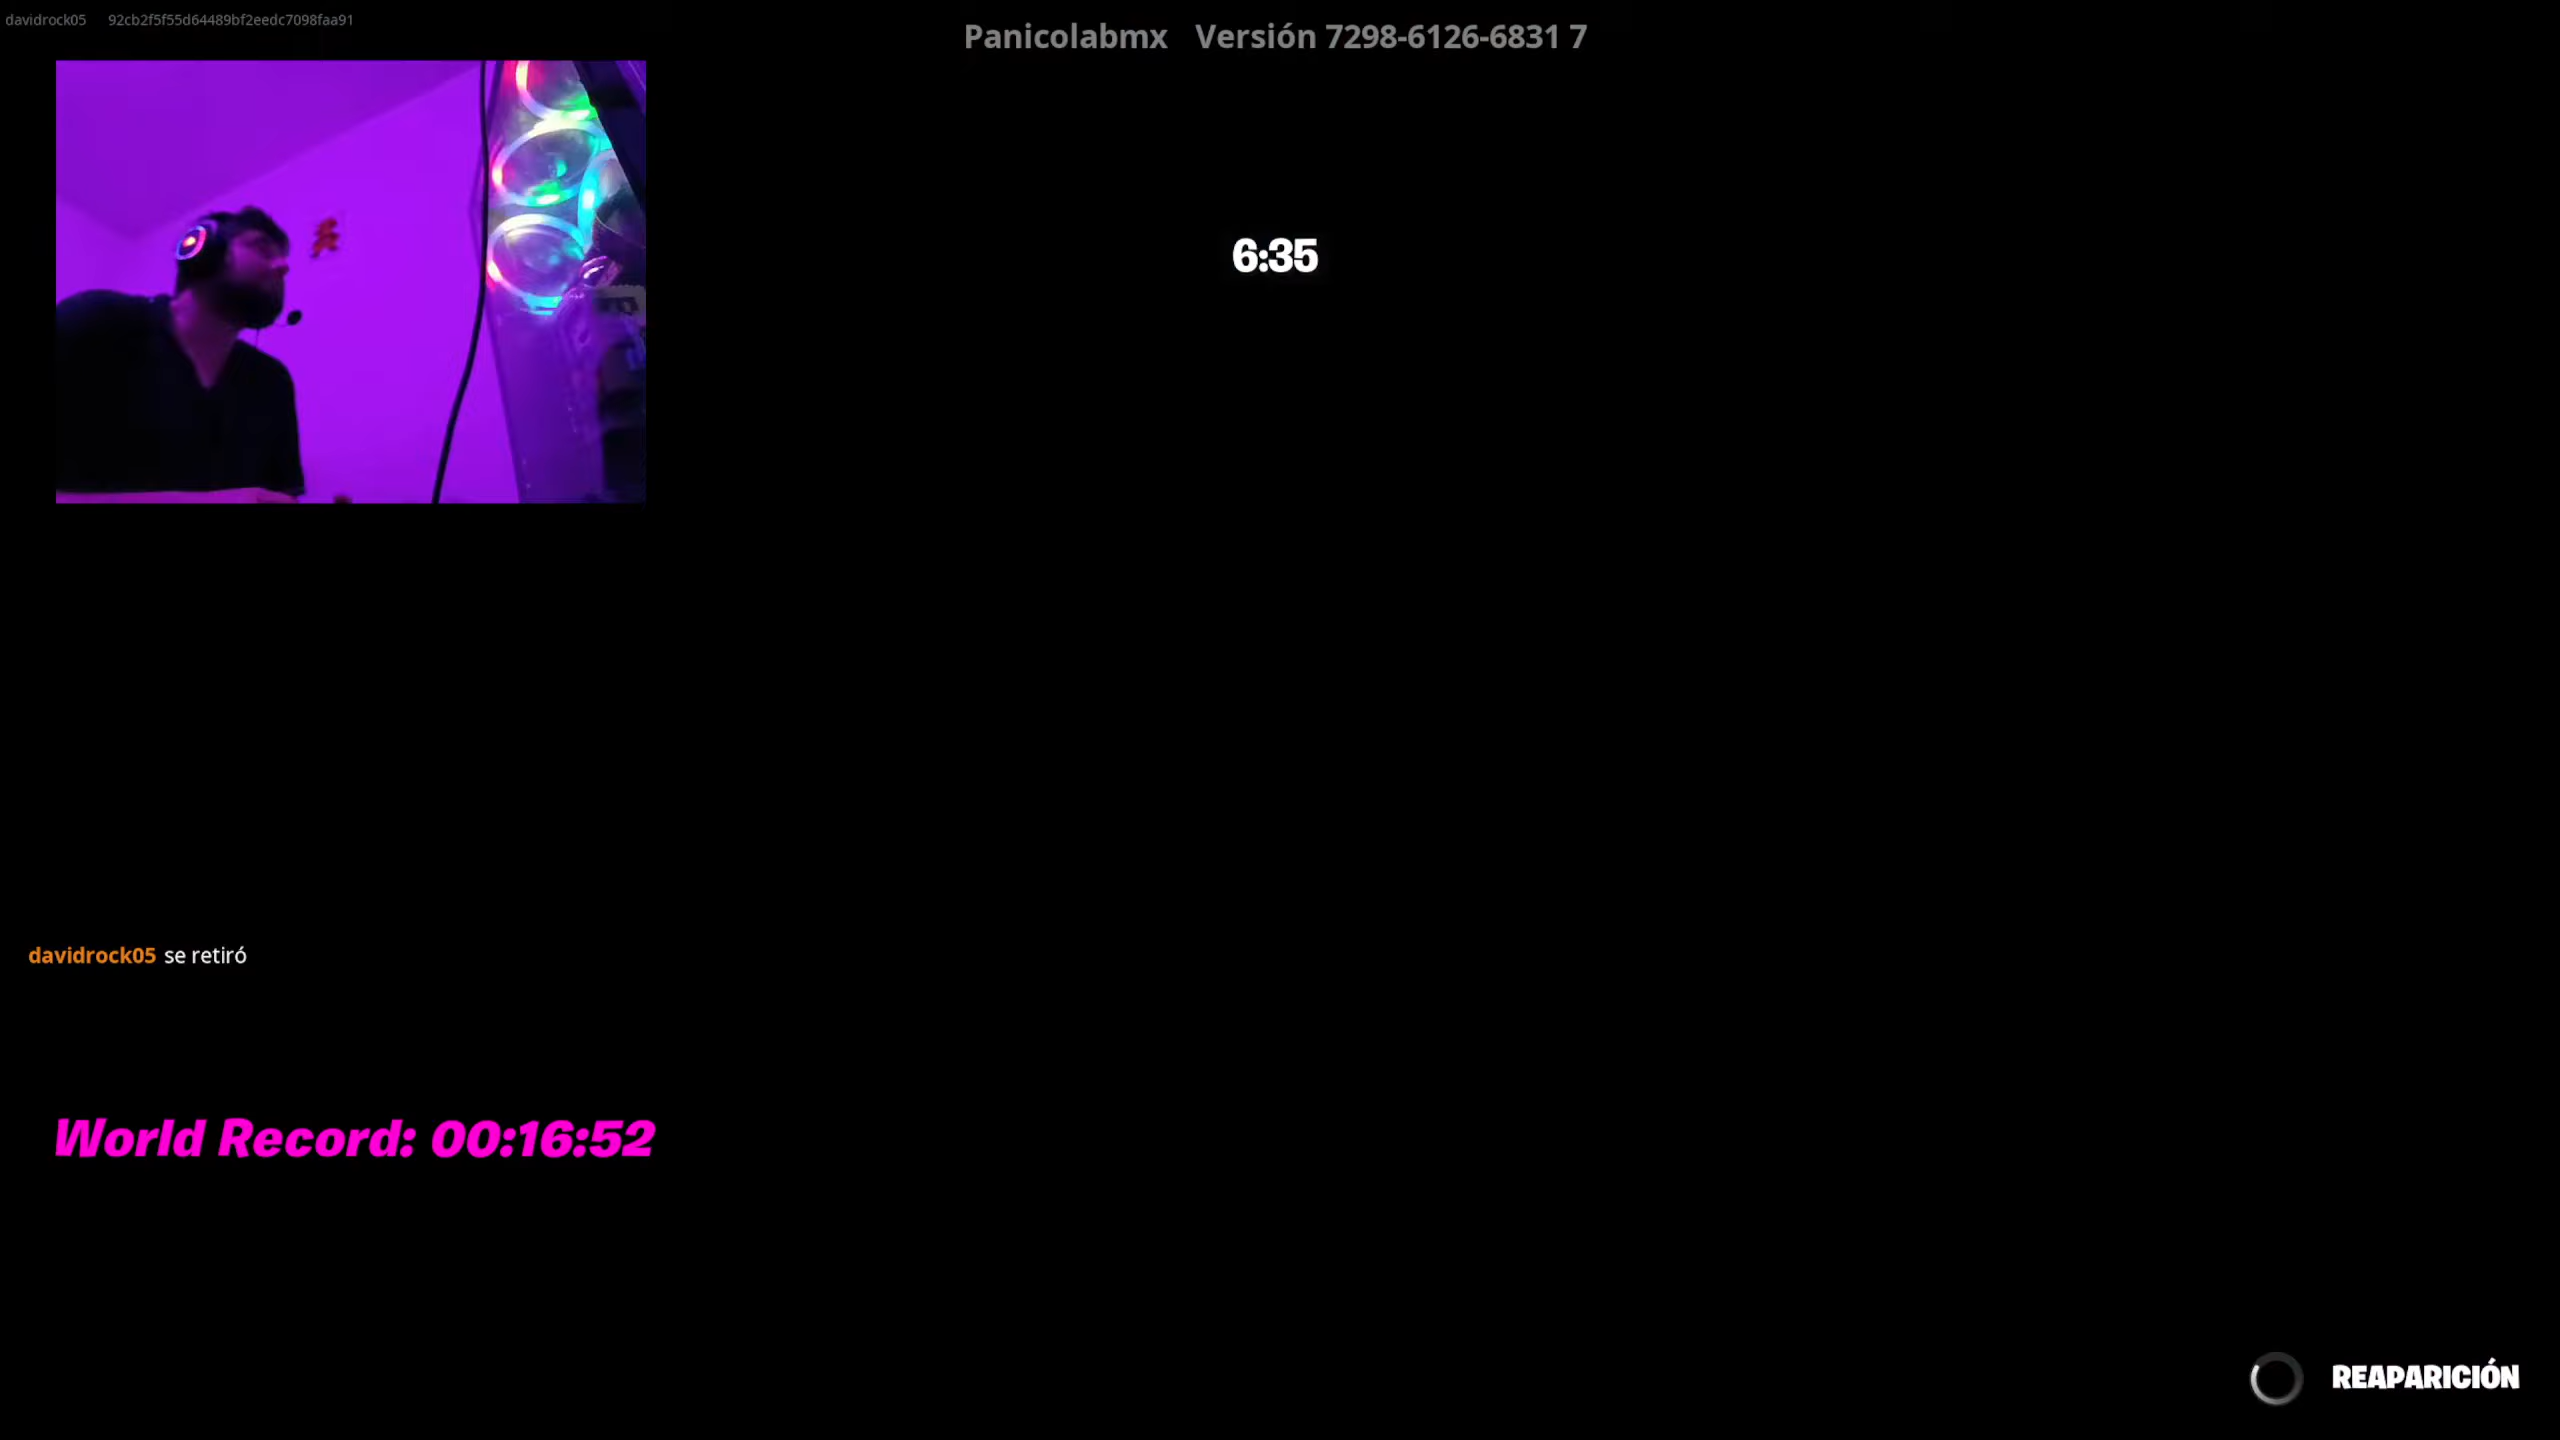 davidrock05 92cb2f5f55d64489bf2eedc7098faa91
Panicolabmx Versión 7298-6126-6831 7
6:35
davidrock05 se retiró
World Record: 00:16:52
REAPARICIÓN